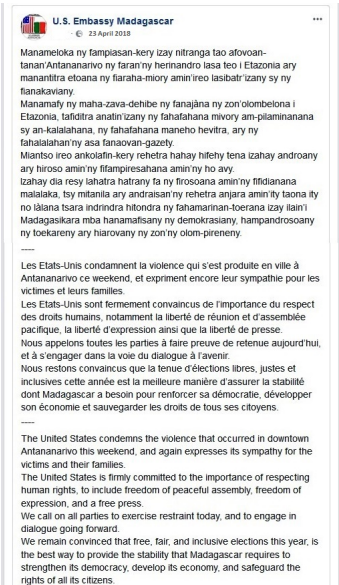 U.S. Embassy Madagascar
23 April 2018
Manameloka ny fampiasan-kery izay nitranga tao afovoan-
tanan'Antananarivo ny faran'ny herinandro lasa teo i Etazonia ary
manantitra etoana ny fiaraha-miory amin'ireo lasibatr'izany sy ny
fianakaviany.
Manamafy ny maha-zava-dehibe ny fanajàna ny zon'olombelona i
Etazonia, tafiditra anatin'izany ny fahafahana mivory am-pilaminanana
sy an-kalalahana, ny fahafahana maneho hevitra, ary ny
fahalalahan'ny asa fanaovan-gazety.
Miantso ireo ankolafin-kery rehetra hahay hifehy tena izahay androany
ary hiroso amin'ny fifampiresahana amin'ny ho avy.
Izahay dia resy lahatra hatrany fa ny firosoana amin'ny fifidianana
malalaka, tsy mitanila ary andraisan'ny rehetra anjara amin'ity taona ity
no làlana tsara indrindra hitondra ny fahamarinan-toerana izay ilain'i
Madagasikara mba hanamafisany ny demokrasiany, hampandrosoany
ny toekareny ary hiarovany ny zon'ny olom-pireneny.
----
Les Etats-Unis condamnent la violence qui s'est produite en ville à
Antananarivo ce weekend, et expriment encore leur sympathie pour les
victimes et leurs familles.
Les Etats-Unis sont fermement convaincus de l'importance du respect
des droits humains, notamment la liberté de réunion et d'assemblée
pacifique, la liberté d'expression ainsi que la liberté de presse.
Nous appelons toutes les parties à faire preuve de retenue aujourd'hui,
et à s'engager dans la voie du dialogue à l'avenir.
Nous restons convaincus que la tenue d'élections libres, justes et
inclusives cette année est la meilleure manière d'assurer la stabilité
dont Madagascar a besoin pour renforcer sa démocratie, développer
son économie et sauvegarder les droits de tous ses citoyens.
----
The United States condemns the violence that occurred in downtown
Antananarivo this weekend, and again expresses its sympathy for the
victims and their families.
The United States is firmly committed to the importance of respecting
human rights, to include freedom of peaceful assembly, freedom of
expression, and a free press.
We call on all parties to exercise restraint today, and to engage in
dialogue going forward.
We remain convinced that free, fair, and inclusive elections this year, is
the best way to provide the stability that Madagascar requires to
strengthen its democracy, develop its economy, and safeguard the
rights of all its citizens.